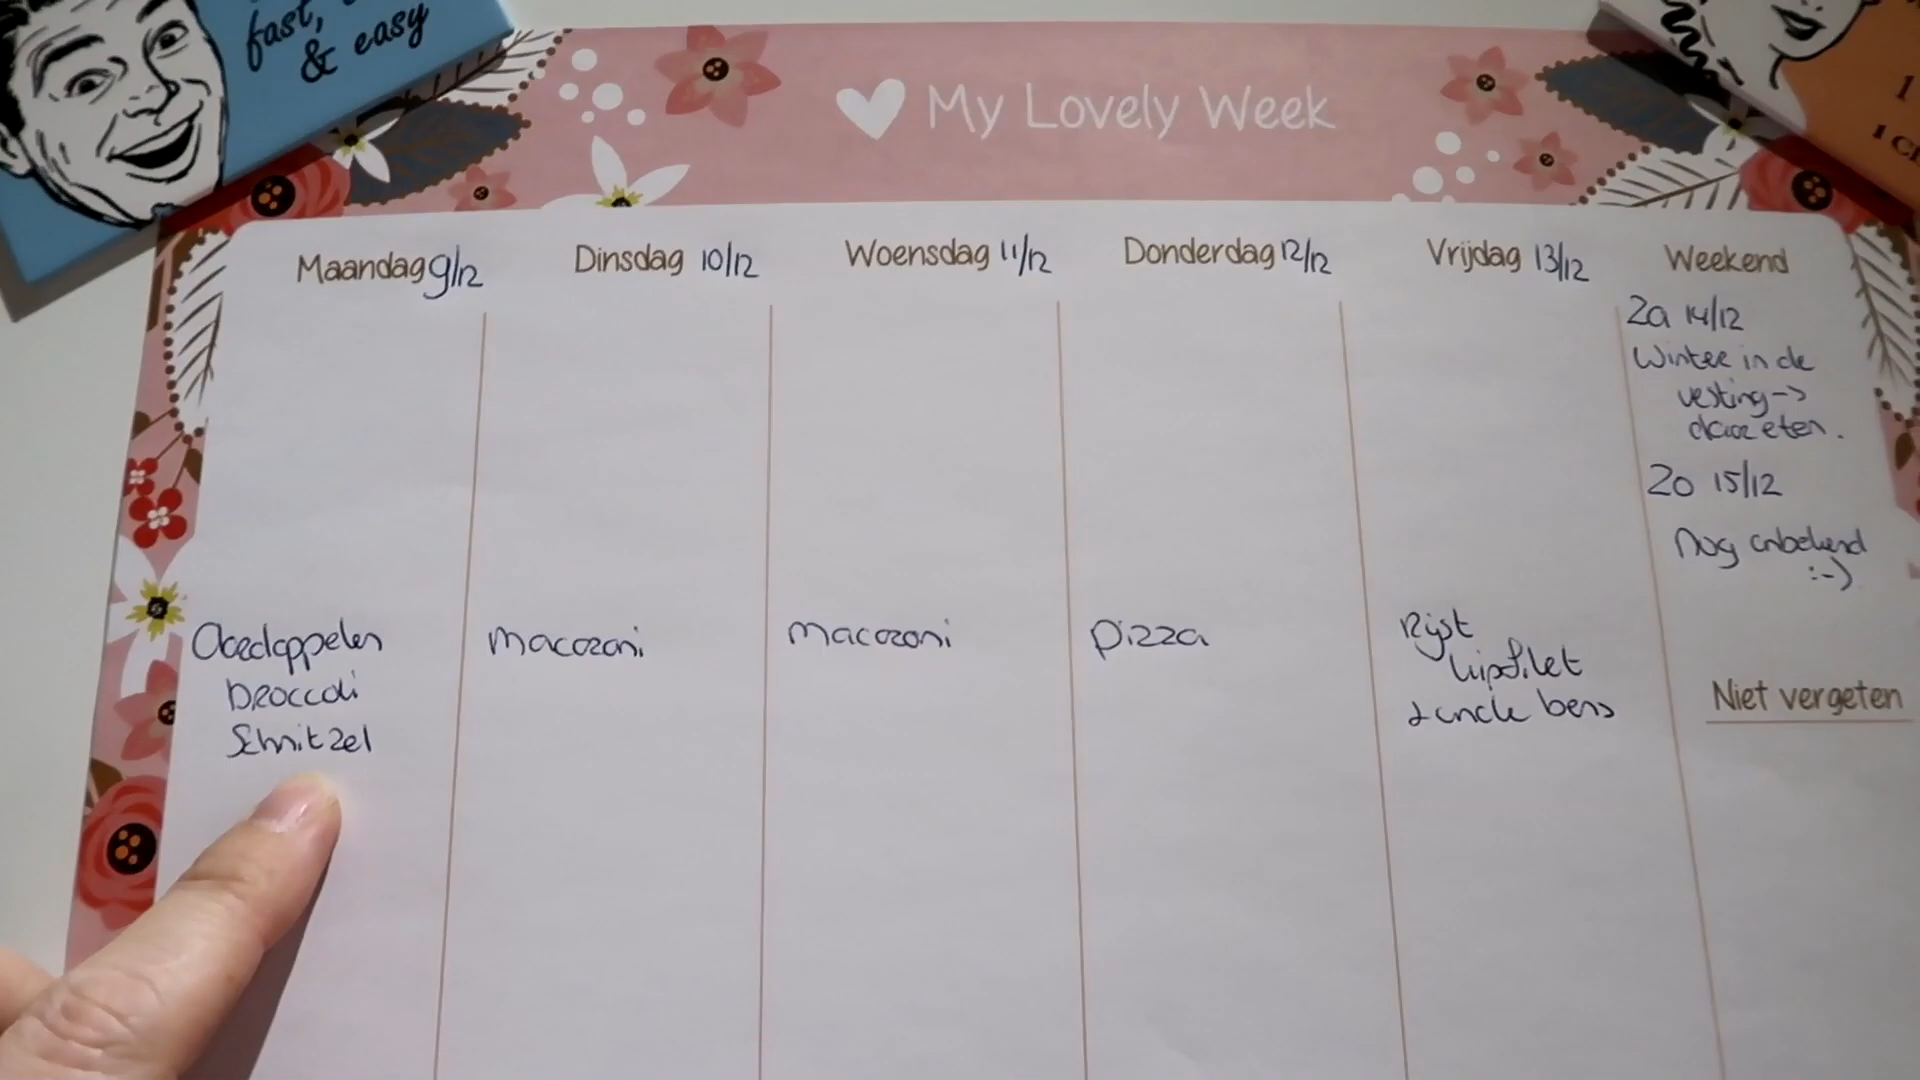 fast,
& easy
1
My Lovely Week
Maandag 9/12
Dinsdag 10/12
Woensdag 11/12
Donderdag 12/12
Vrijdag 13/12
Weekend
Za 14/12
Winter in de
vesting ->
daar eten.
Zo 15/12
Nog onbekend
:-)
Aardappelen
Broccoli
Schnitzel
Macaroni
Macaroni
Pizza
Rijst
kipfilet
& uncle bens
Niet vergeten